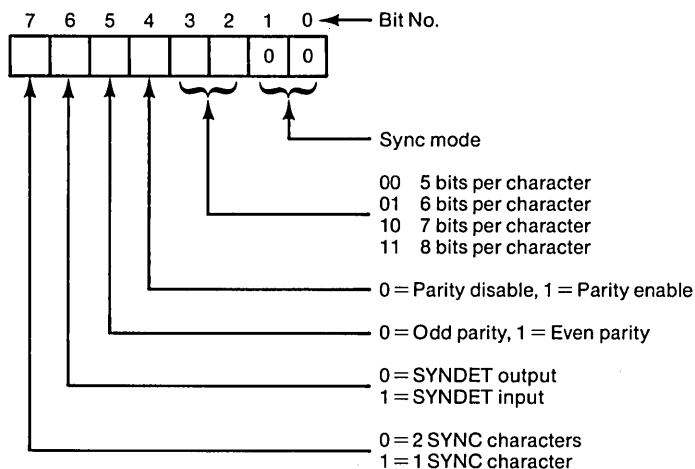 7 6 5 4 3 2 1 0 Bit No.
0 0
Sync mode
00 5 bits per character
01 6 bits per character
10 7 bits per character
11 8 bits per character
0 = Parity disable, 1 = Parity enable
0 = Odd parity, 1 = Even parity
0 = SYNDET output
1 = SYNDET input
0 = 2 SYNC characters
1 = 1 SYNC character